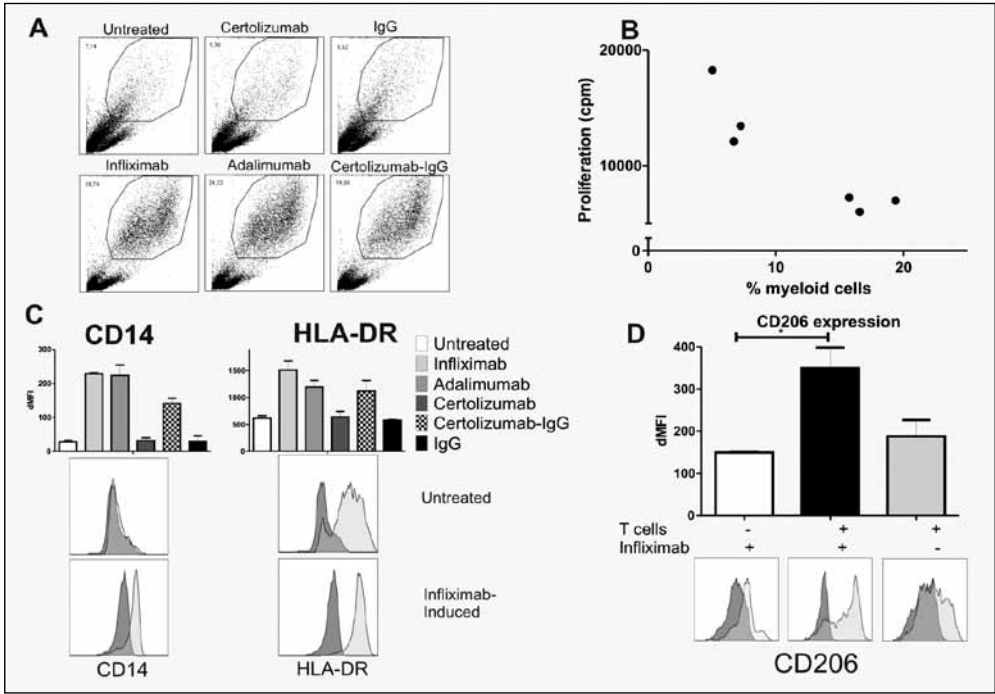 A
Untreated
Certolizumab
IgG
Infliximab
Adalimumab
Certolizumab-IgG
B
Proliferation (cpm)
20000
10000
0
0
10
20
% myeloid cells
C
CD14
dMFI
300
200
100
0
HLA-DR
1500
1000
500
0
Untreated
Infliximab
Adalimumab
Certolizumab
Certolizumab-IgG
IgG
Untreated
Infliximab-
Induced
CD14
HLA-DR
D
CD206 expression
*
dMFI
400
300
200
100
0
T cells - + +
Infliximab + + -
CD206